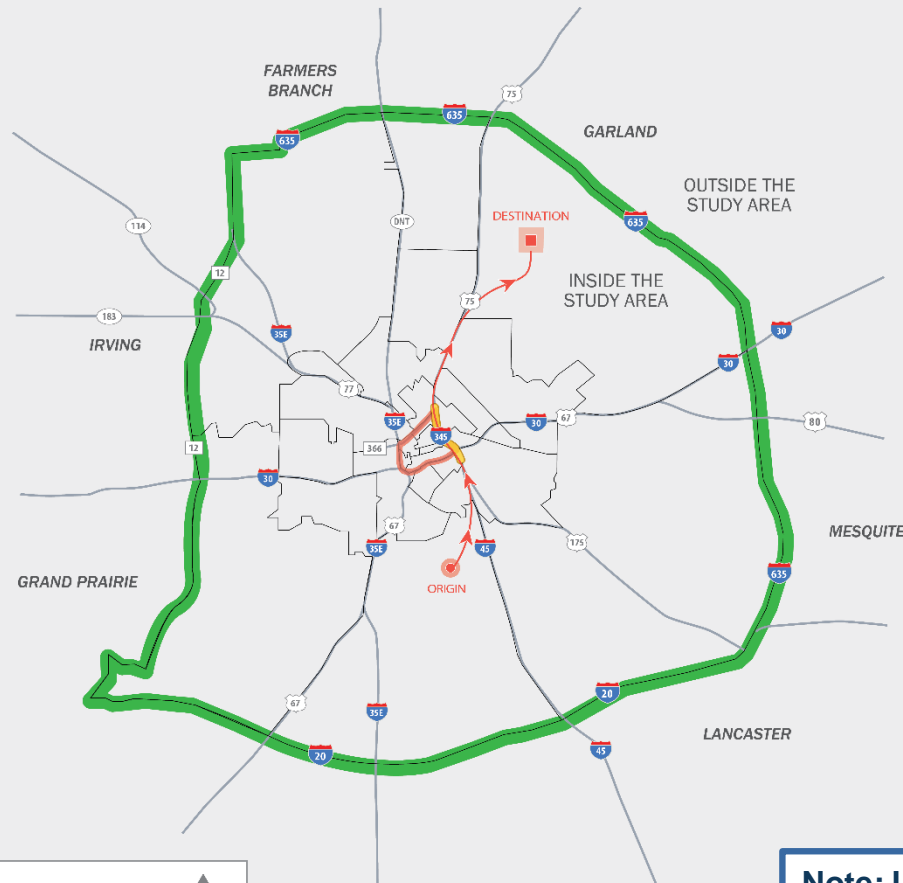 FARMERS
BRANCH
75
635
635
GARLAND
OUTSIDE THE
STUDY AREA
DESTINATION
114
DNT
635
12
INSIDE THE
STUDY AREA
75
183
35E
30
IRVING
30
77
35E
345
30
67
80
366
12
30
67
35E
45
175
MESQUITE
ORIGIN
635
GRAND PRAIRIE
20
67
35E
LANCASTER
20
45
Note: